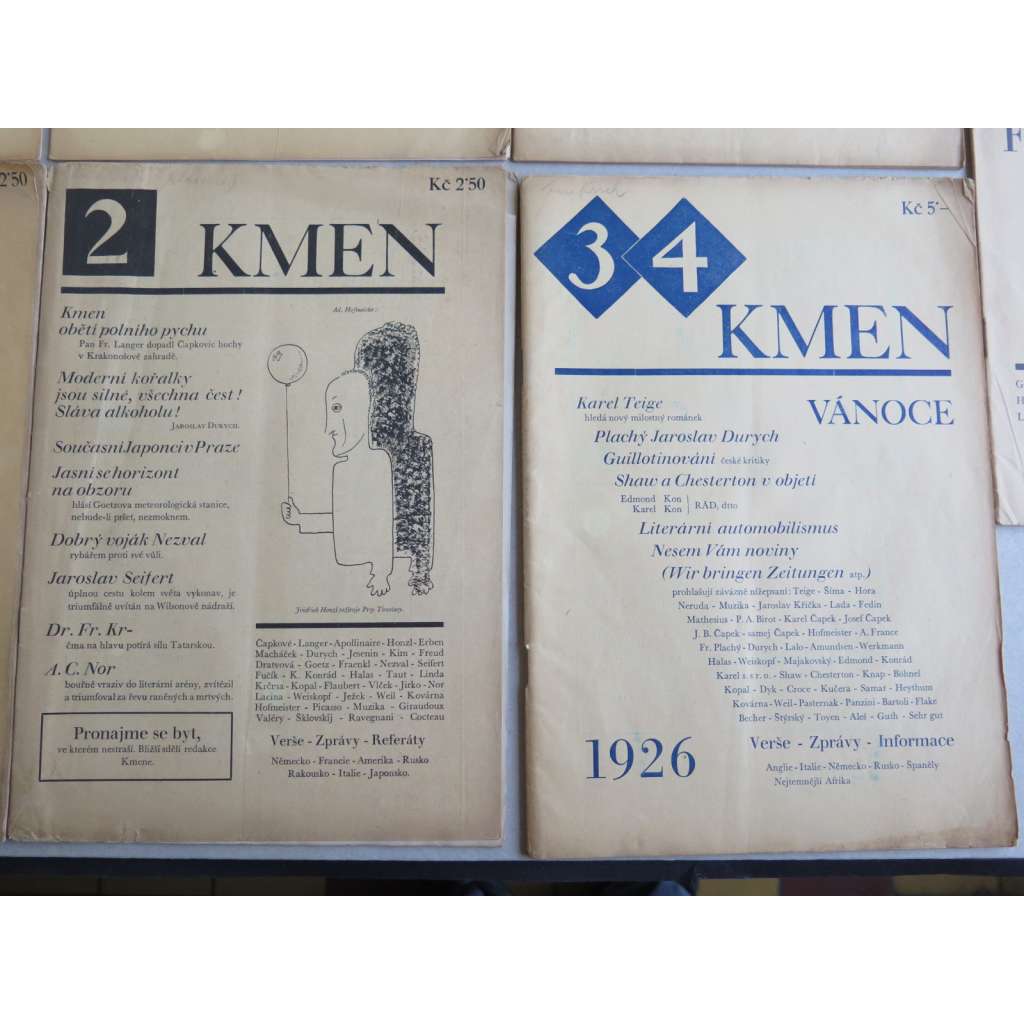 2'50
2
Kč 2'50
KMEN
Kmen
obětí polního pychu
Pan Fr. Langer dopadl Čapkovic hochy
v Krakonošově zahradě.
Moderní kořalky
jsou silné, všechna čest!
Sláva alkoholu!
JAROSLAV DURYCH.
Současní Japonci v Praze
Jasní se horizont
na obzoru
hlásí Goetzova meteorologická stanice,
nebude-li pršet, nezmoknem.
Dobrý voják Nezval
rybářem proti své vůli.
Jaroslav Seifert
úplnou cestu kolem světa vykonav, je
triumfálně uvítán na Wilsonově nádraží.
Dr. Fr. Kr-
čma na hlavu potírá sílu Tatarskou.
A. C. Nor
bouřně vraziv do literární arény, zvítězil
a triumfoval za řevu raněných a mrtvých.
Pronajme se byt,
ve kterém nestraší. Bližší sdělí redakce
Kmene.
Ad. Hoffmeister:
Jindřich Honzl režíruje Prsy Tiresiovy.
Čapkové - Langer - Apollinaire - Honzl - Erben
Macháček - Durych - Jesenin - Kim - Freud
Dratvová - Goetz - Fraenkl - Nezval - Seifert
Fučík - K. Konrád - Halas - Taut - Linda
Krčma - Kopal - Flaubert - Vlček - Jirko - Nor
Lacina - Weiskopf - Ježek - Weil - Kovárna
Hofmeister - Picasso - Muzika - Giraudoux
Valéry - Šklovskij - Ravegnani - Cocteau
Verše - Zprávy - Referáty
Německo - Francie - Amerika - Rusko
Rakousko - Italie - Japonsko.
3 4
Kč 5'—
KMEN
VÁNOCE
Karel Teige
hledá nový milostný románek
Plachý Jaroslav Durych
Guillotinování české kritiky
Shaw a Chesterton v objetí
Edmond Kon
Karel Kon } RÁD, dtto
Literární automobilismus
Nesem Vám noviny
(Wir bringen Zeitungen atp.)
prohlašují závazně nížepsaní: Teige - Šíma - Hora
Neruda - Muzika - Jaroslav Křička - Lada - Fedin
Mathesius - P. A. Birot - Karel Čapek - Josef Čapek
J. B. Čapek - samej Čapek - Hofmeister - A. France
Fr. Plachý - Durych - Lalo - Amundsen - Werkmann
Halas - Weiskopf - Majakovský - Edmond - Konrád
Karel s. s r. o. - Shaw - Chesterton - Knap - Böhnel
Kopal - Dyk - Croce - Kučera - Samat - Heythum
Kovárna - Weil - Pasternak - Panzini - Bartoli - Flake
Becher - Štýrský - Toyen - Aleš - Guth - Sehr gut
1926
Verše - Zprávy - Informace
Anglie - Italie - Německo - Rusko - Španěly
Nejtemnější Afrika
F
G
H
L